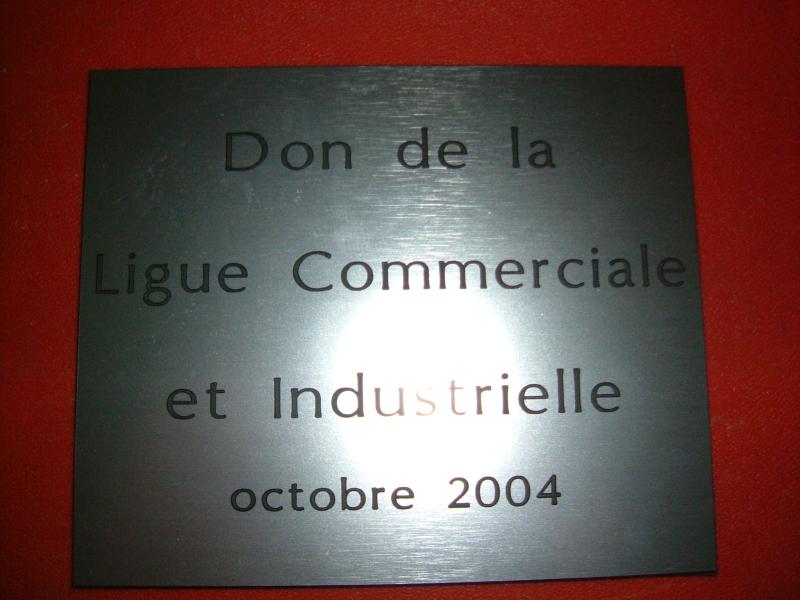 Don de la
Ligue Commerciale
et Industrielle
octobre 2004